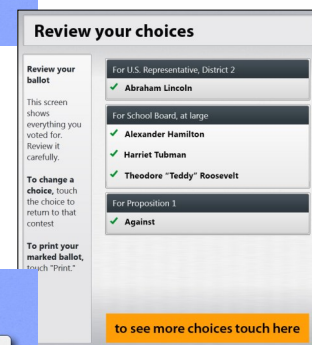 Review your choices
Review your
ballot
This screen
shows
everything you
voted for.
Review it
carefully.
To change a
choice, touch
the choice to
return to that
contest
To print your
marked ballot,
touch "Print."
For U.S. Representative, District 2
Abraham Lincoln
For School Board, at large
Alexander Hamilton
Harriet Tubman
Theodore "Teddy" Roosevelt
For Proposition 1
Against
to see more choices touch here